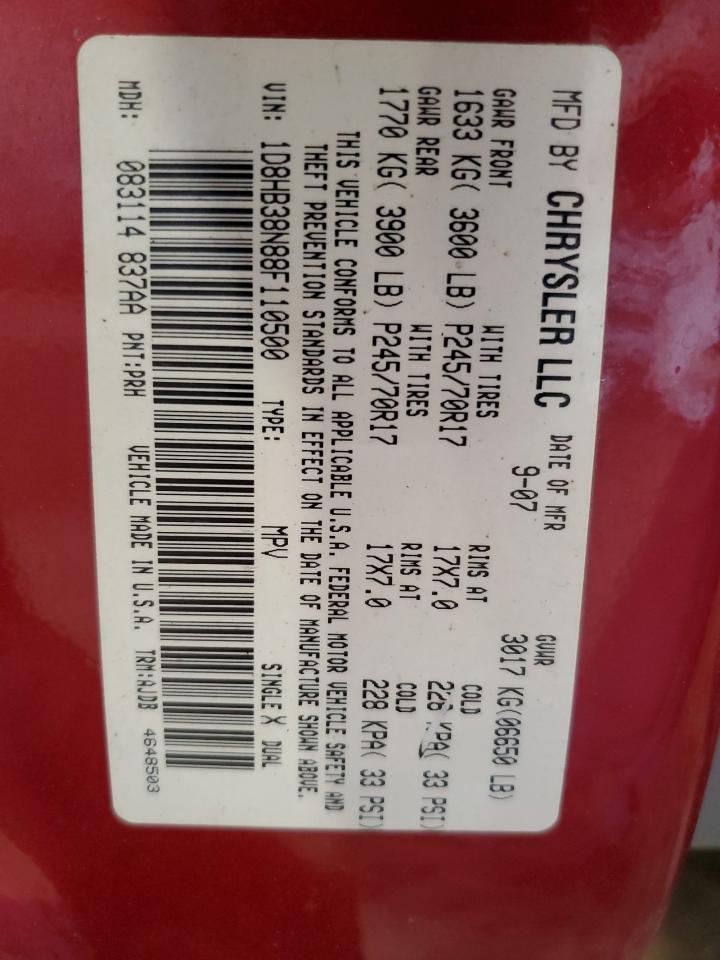 MFD BY CHRYSLER LLC DATE OF MFR GVWR
9-07 3017 KG(06650 LB)
GAWR FRONT WITH TIRES RIMS AT COLD
1633 KG( 3600 LB) P245/70R17 17X7.0 228 KPA( 33 PSI)
GAWR REAR WITH TIRES RIMS AT COLD
1770 KG( 3900 LB) P245/70R17 17X7.0 228 KPA( 33 PSI)
THIS VEHICLE CONFORMS TO ALL APPLICABLE U.S.A. FEDERAL MOTOR VEHICLE SAFETY AND
THEFT PREVENTION STANDARDS IN EFFECT ON THE DATE OF MANUFACTURE SHOWN ABOVE.
VIN: 1D8HB38N88F110500 TYPE: MPV SINGLE X DUAL
MDH: 083114 837AA PNT:PRH VEHICLE MADE IN U.S.A. TRM:AJDB 4648503